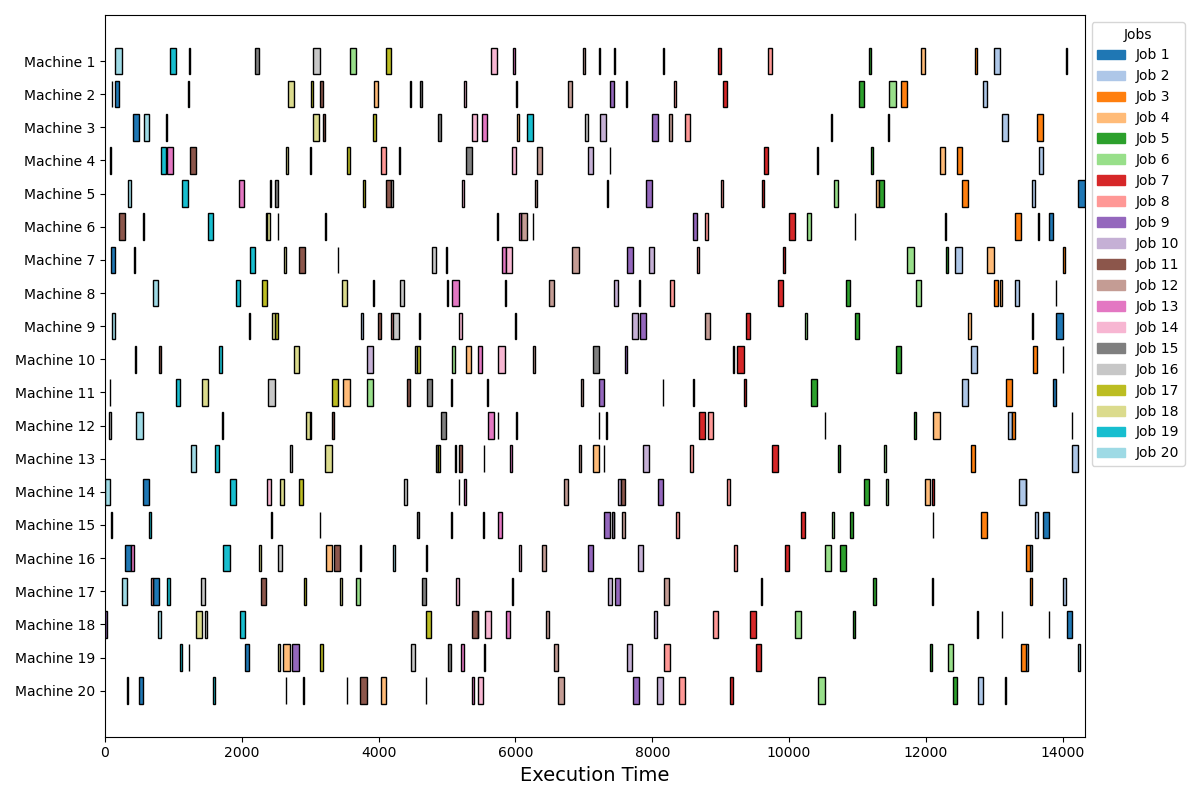 Machine 1
Machine 2
Machine 3
Machine 4
Machine 5
Machine 6
Machine 7
Machine 8
Machine 9
Machine 10
Machine 11
Machine 12
Machine 13
Machine 14
Machine 15
Machine 16
Machine 17
Machine 18
Machine 19
Machine 20
0 2000 4000 6000 8000 10000 12000 14000
Execution Time
Jobs
Job 1
Job 2
Job 3
Job 4
Job 5
Job 6
Job 7
Job 8
Job 9
Job 10
Job 11
Job 12
Job 13
Job 14
Job 15
Job 16
Job 17
Job 18
Job 19
Job 20